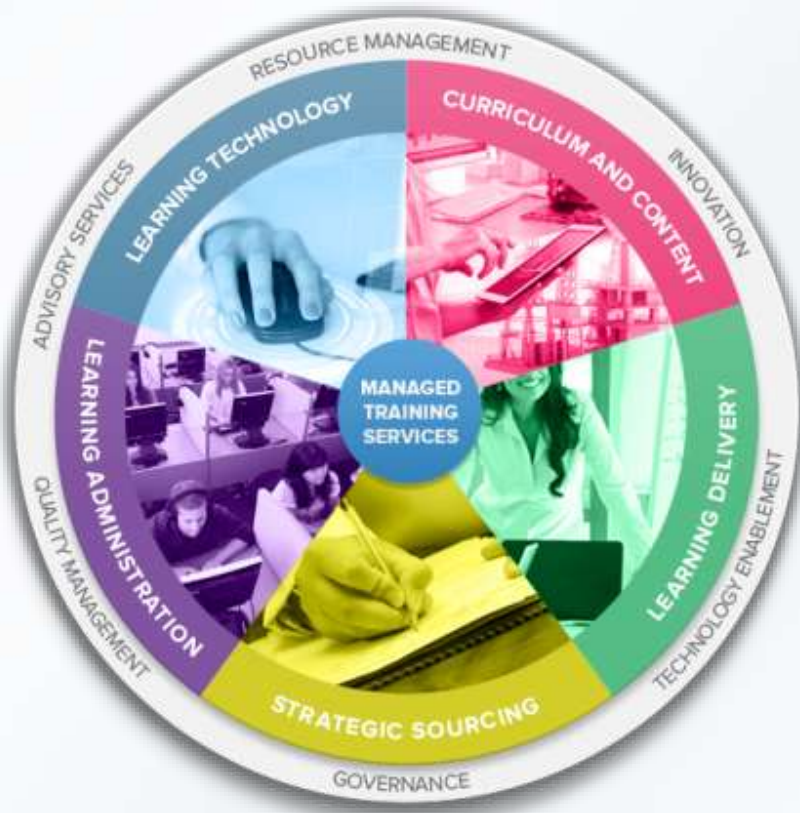 RESOURCE MANAGEMENT
INNOVATION
TECHNOLOGY ENABLEMENT
GOVERNANCE
QUALITY MANAGEMENT
ADVISORY SERVICES
LEARNING TECHNOLOGY
CURRICULUM AND CONTENT
LEARNING DELIVERY
STRATEGIC SOURCING
LEARNING ADMINISTRATION
MANAGED
TRAINING
SERVICES